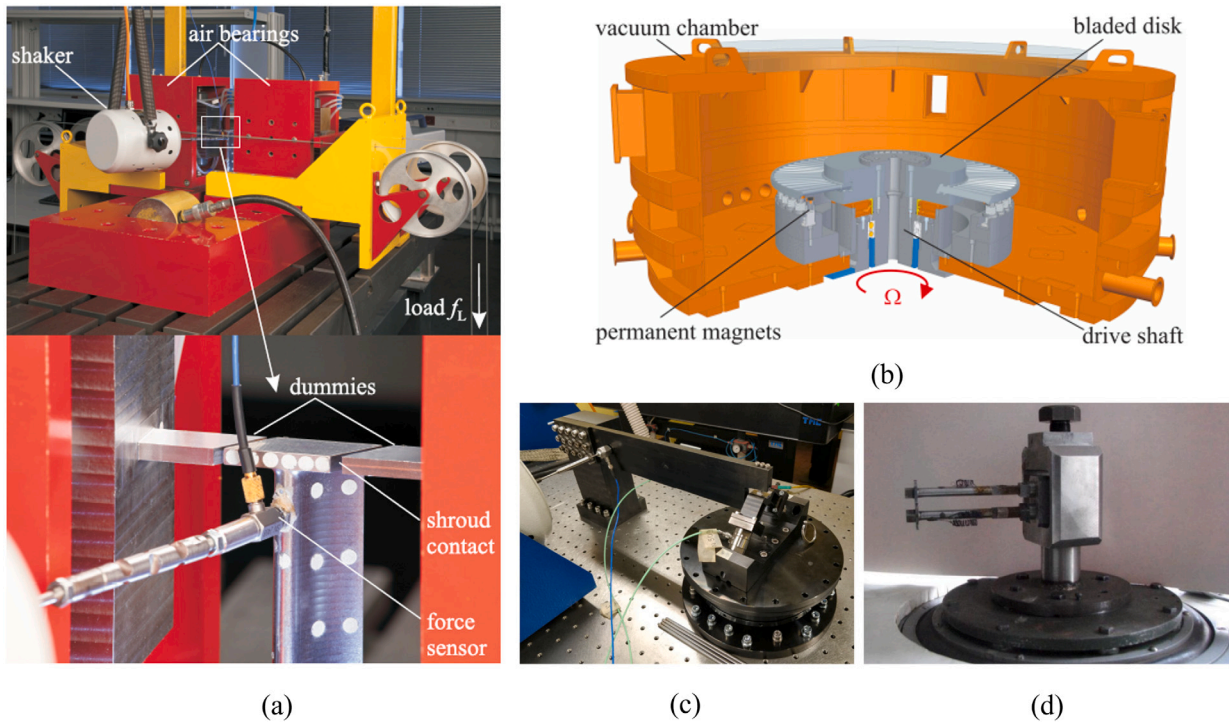 air bearings
shaker
load f_L
dummies
shroud
contact
force
sensor
(a)
vacuum chamber
bladed disk
Ω
permanent magnets
drive shaft
(b)
(c)
(d)